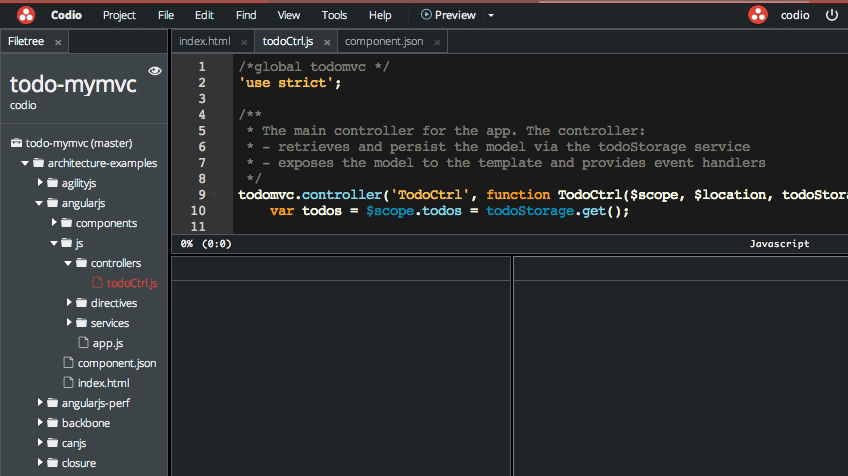 Codio Project File Edit Find View Tools Help Preview codio
Filetree × index.html × todoCtrl.js × component.json ×
todo-mymvc
codio
todo-mymvc (master)
architecture-examples
agilityjs
angularjs
components
js
controllers
todoCtrl.js
directives
services
app.js
component.json
index.html
angularjs-perf
backbone
canjs
closure
1 /*global todomvc */
2 'use strict';
3
4 /**
5 * The main controller for the app. The controller:
6 * - retrieves and persist the model via the todoStorage service
7 * - exposes the model to the template and provides event handlers
8 */
9 todomvc.controller('TodoCtrl', function TodoCtrl($scope, $location, todoStora
10 var todos = $scope.todos = todoStorage.get();
11
0% (0:0) Javascript